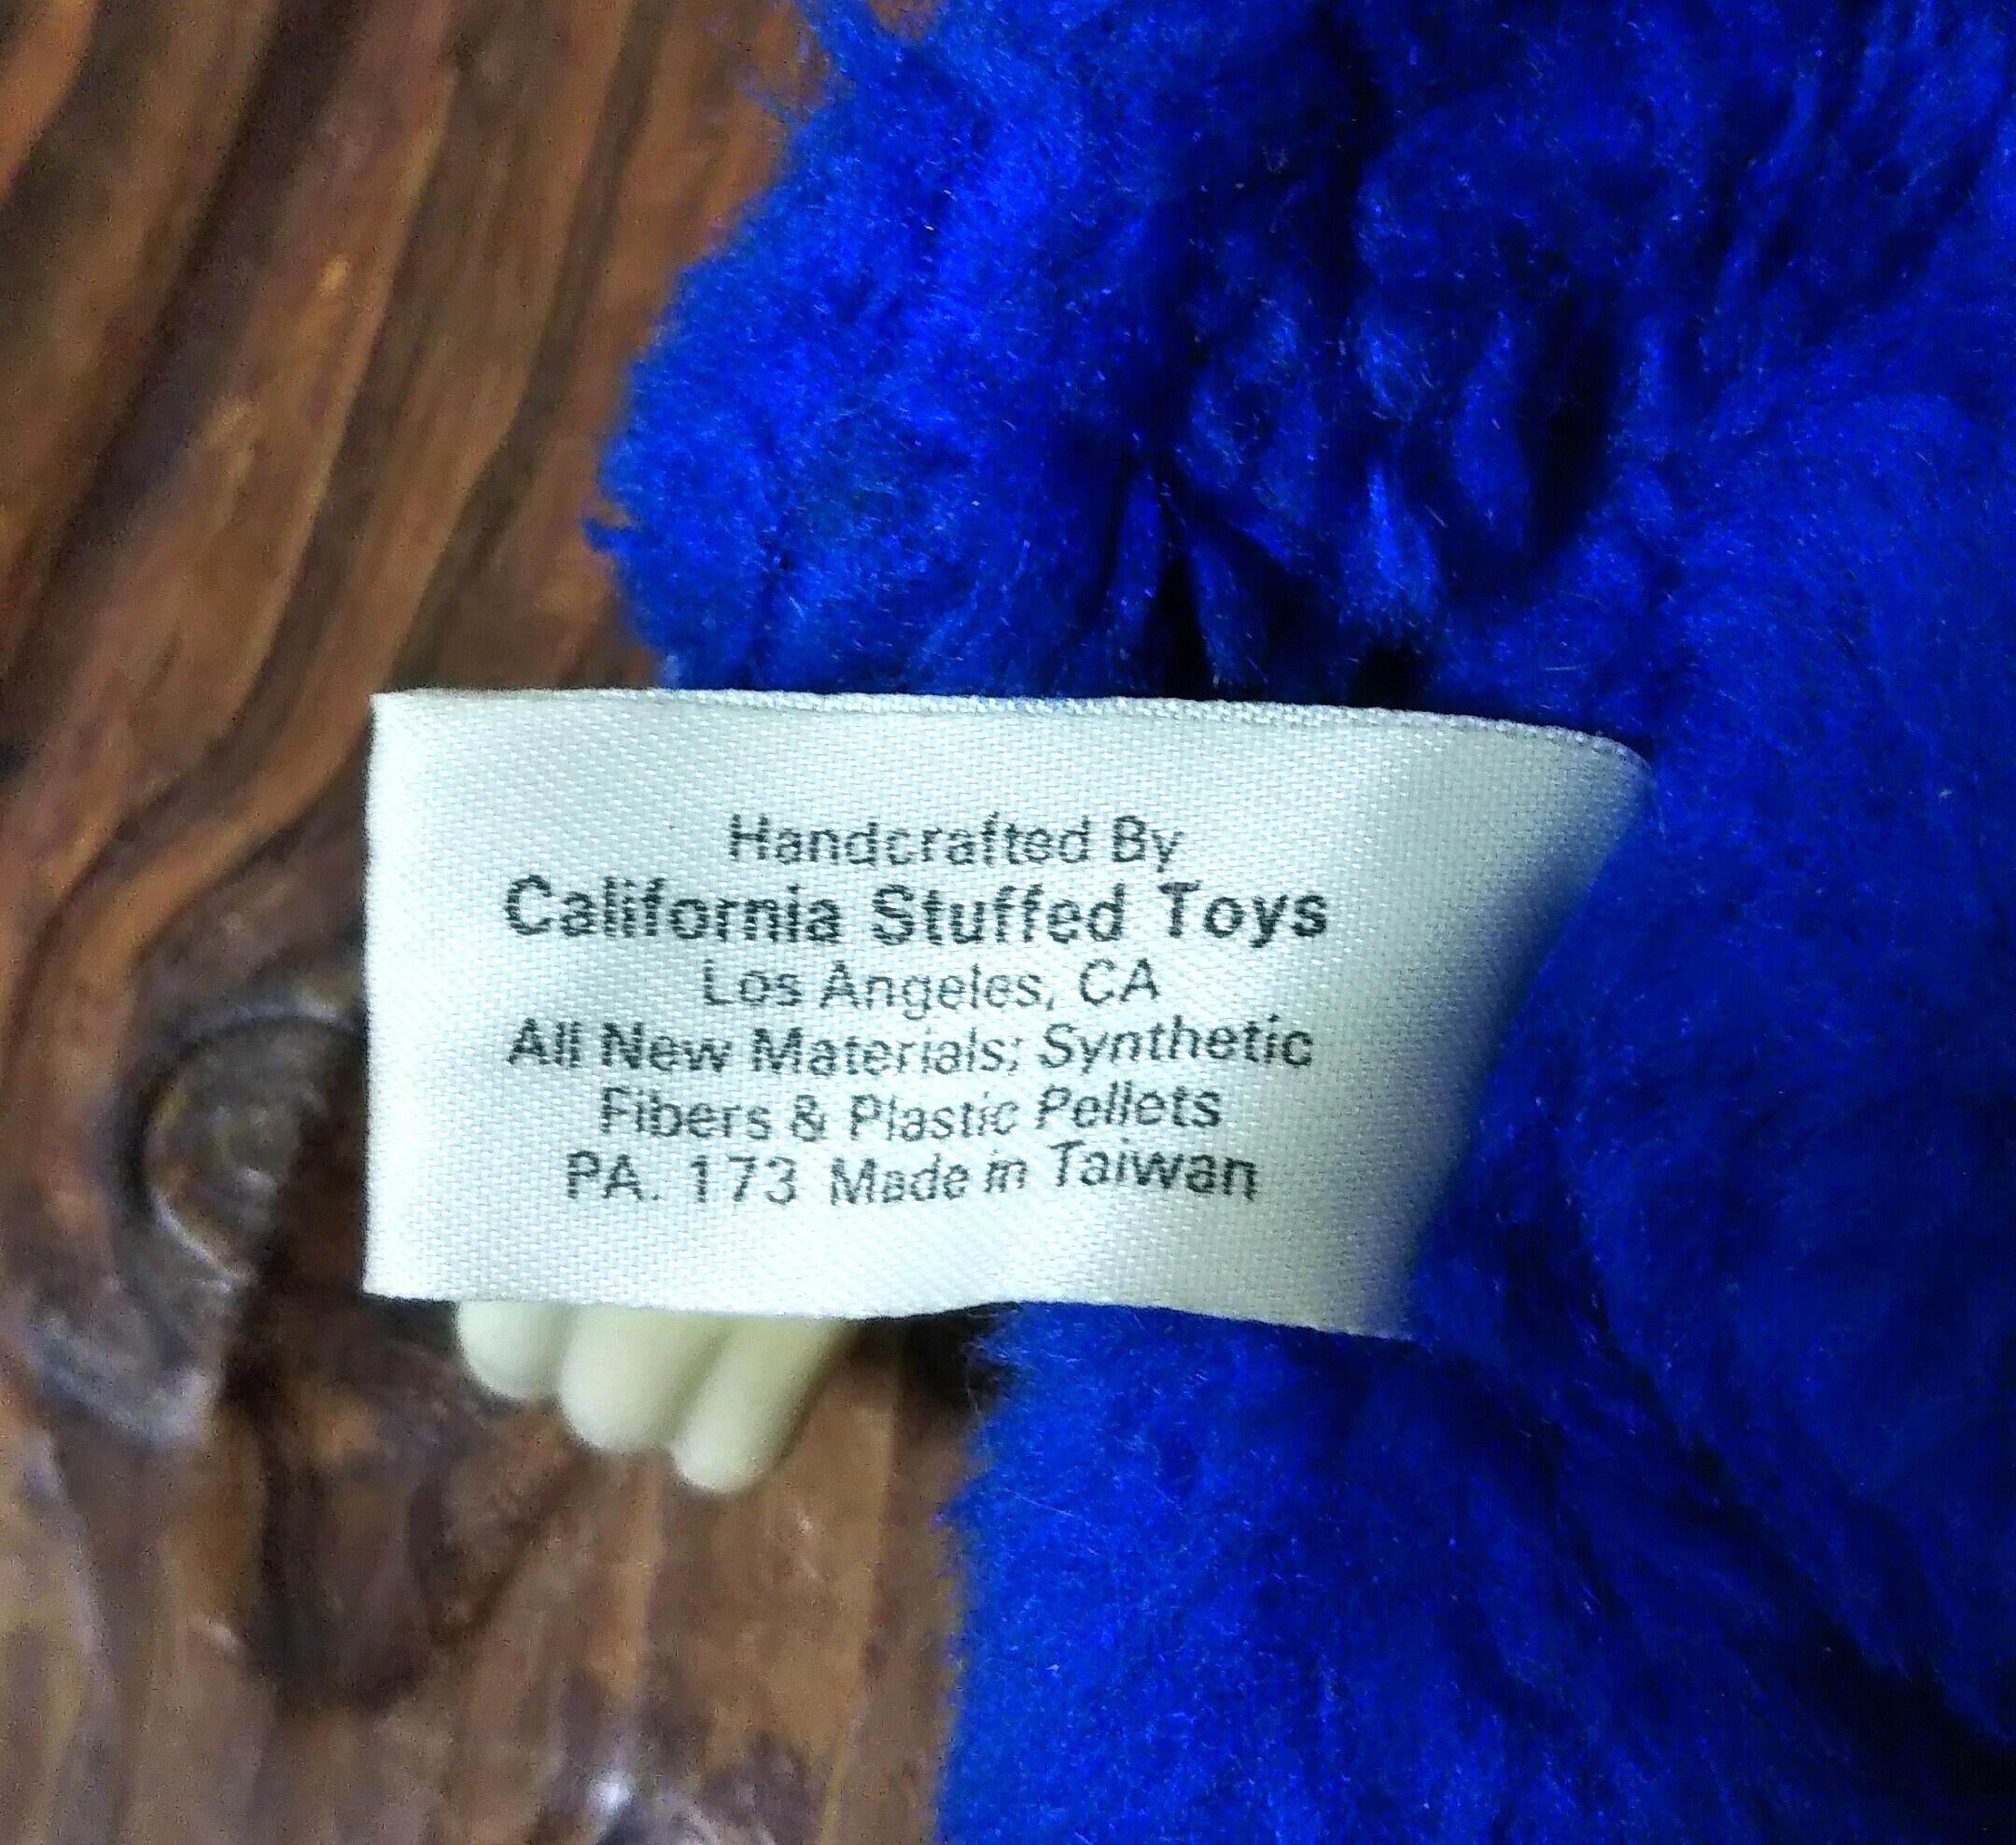 Handcrafted By
California Stuffed Toys
Los Angeles, CA
All New Materials; Synthetic
Fibers & Plastic Pellets
PA. 173 Made in Taiwan